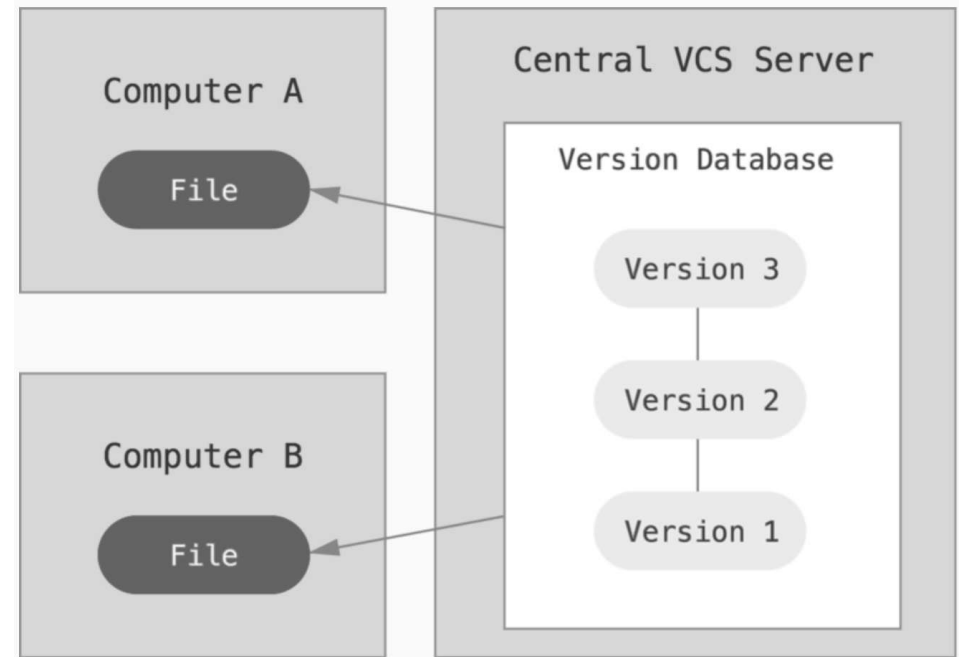 Computer A
File
Computer B
File
Central VCS Server
Version Database
Version 3
Version 2
Version 1